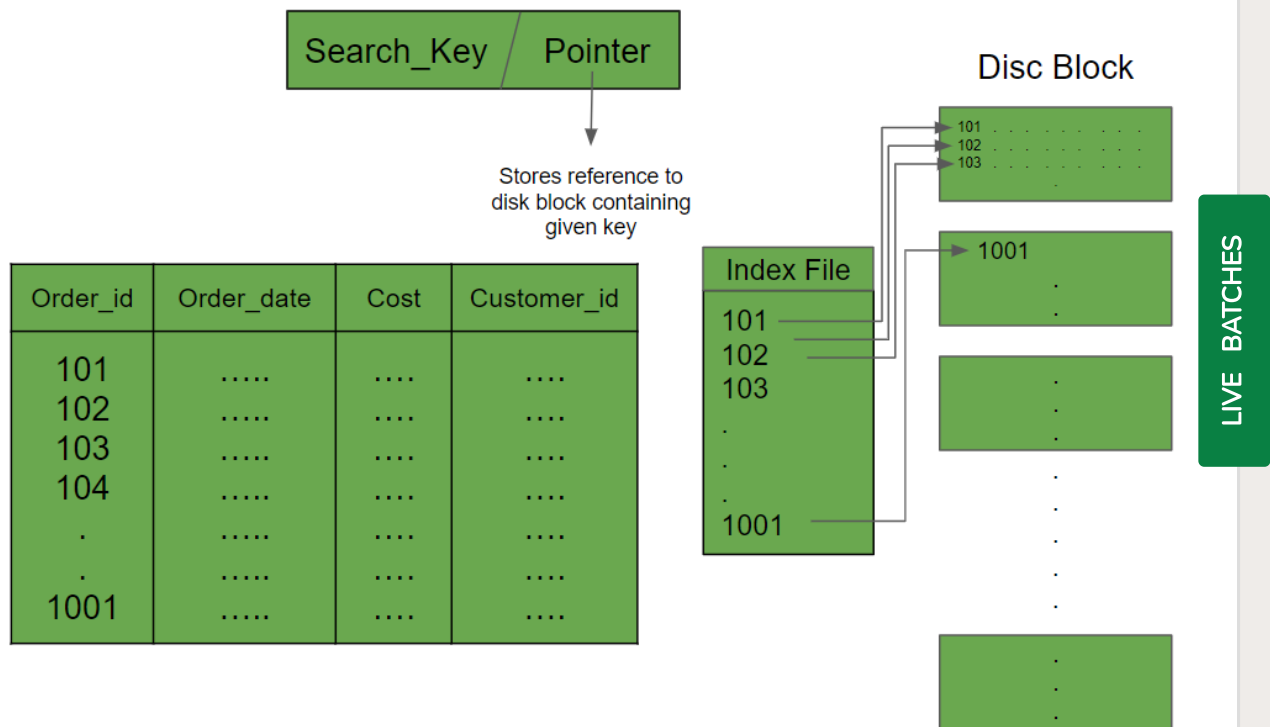 Search_Key / Pointer
Stores reference to
disk block containing
given key
Order_id Order_date Cost Customer_id
101 ..... .... ....
102 ..... .... ....
103 ..... .... ....
104 ..... .... ....
. ..... .... ....
. ..... .... ....
1001 ..... .... ....
Index File
101
102
103
.
.
.
1001
Disc Block
101 . . . . . . . . .
102 . . . . . . . . .
103 . . . . . . . . .
.
1001
.
.
.
.
.
.
.
.
.
.
.
.
.
LIVE BATCHES